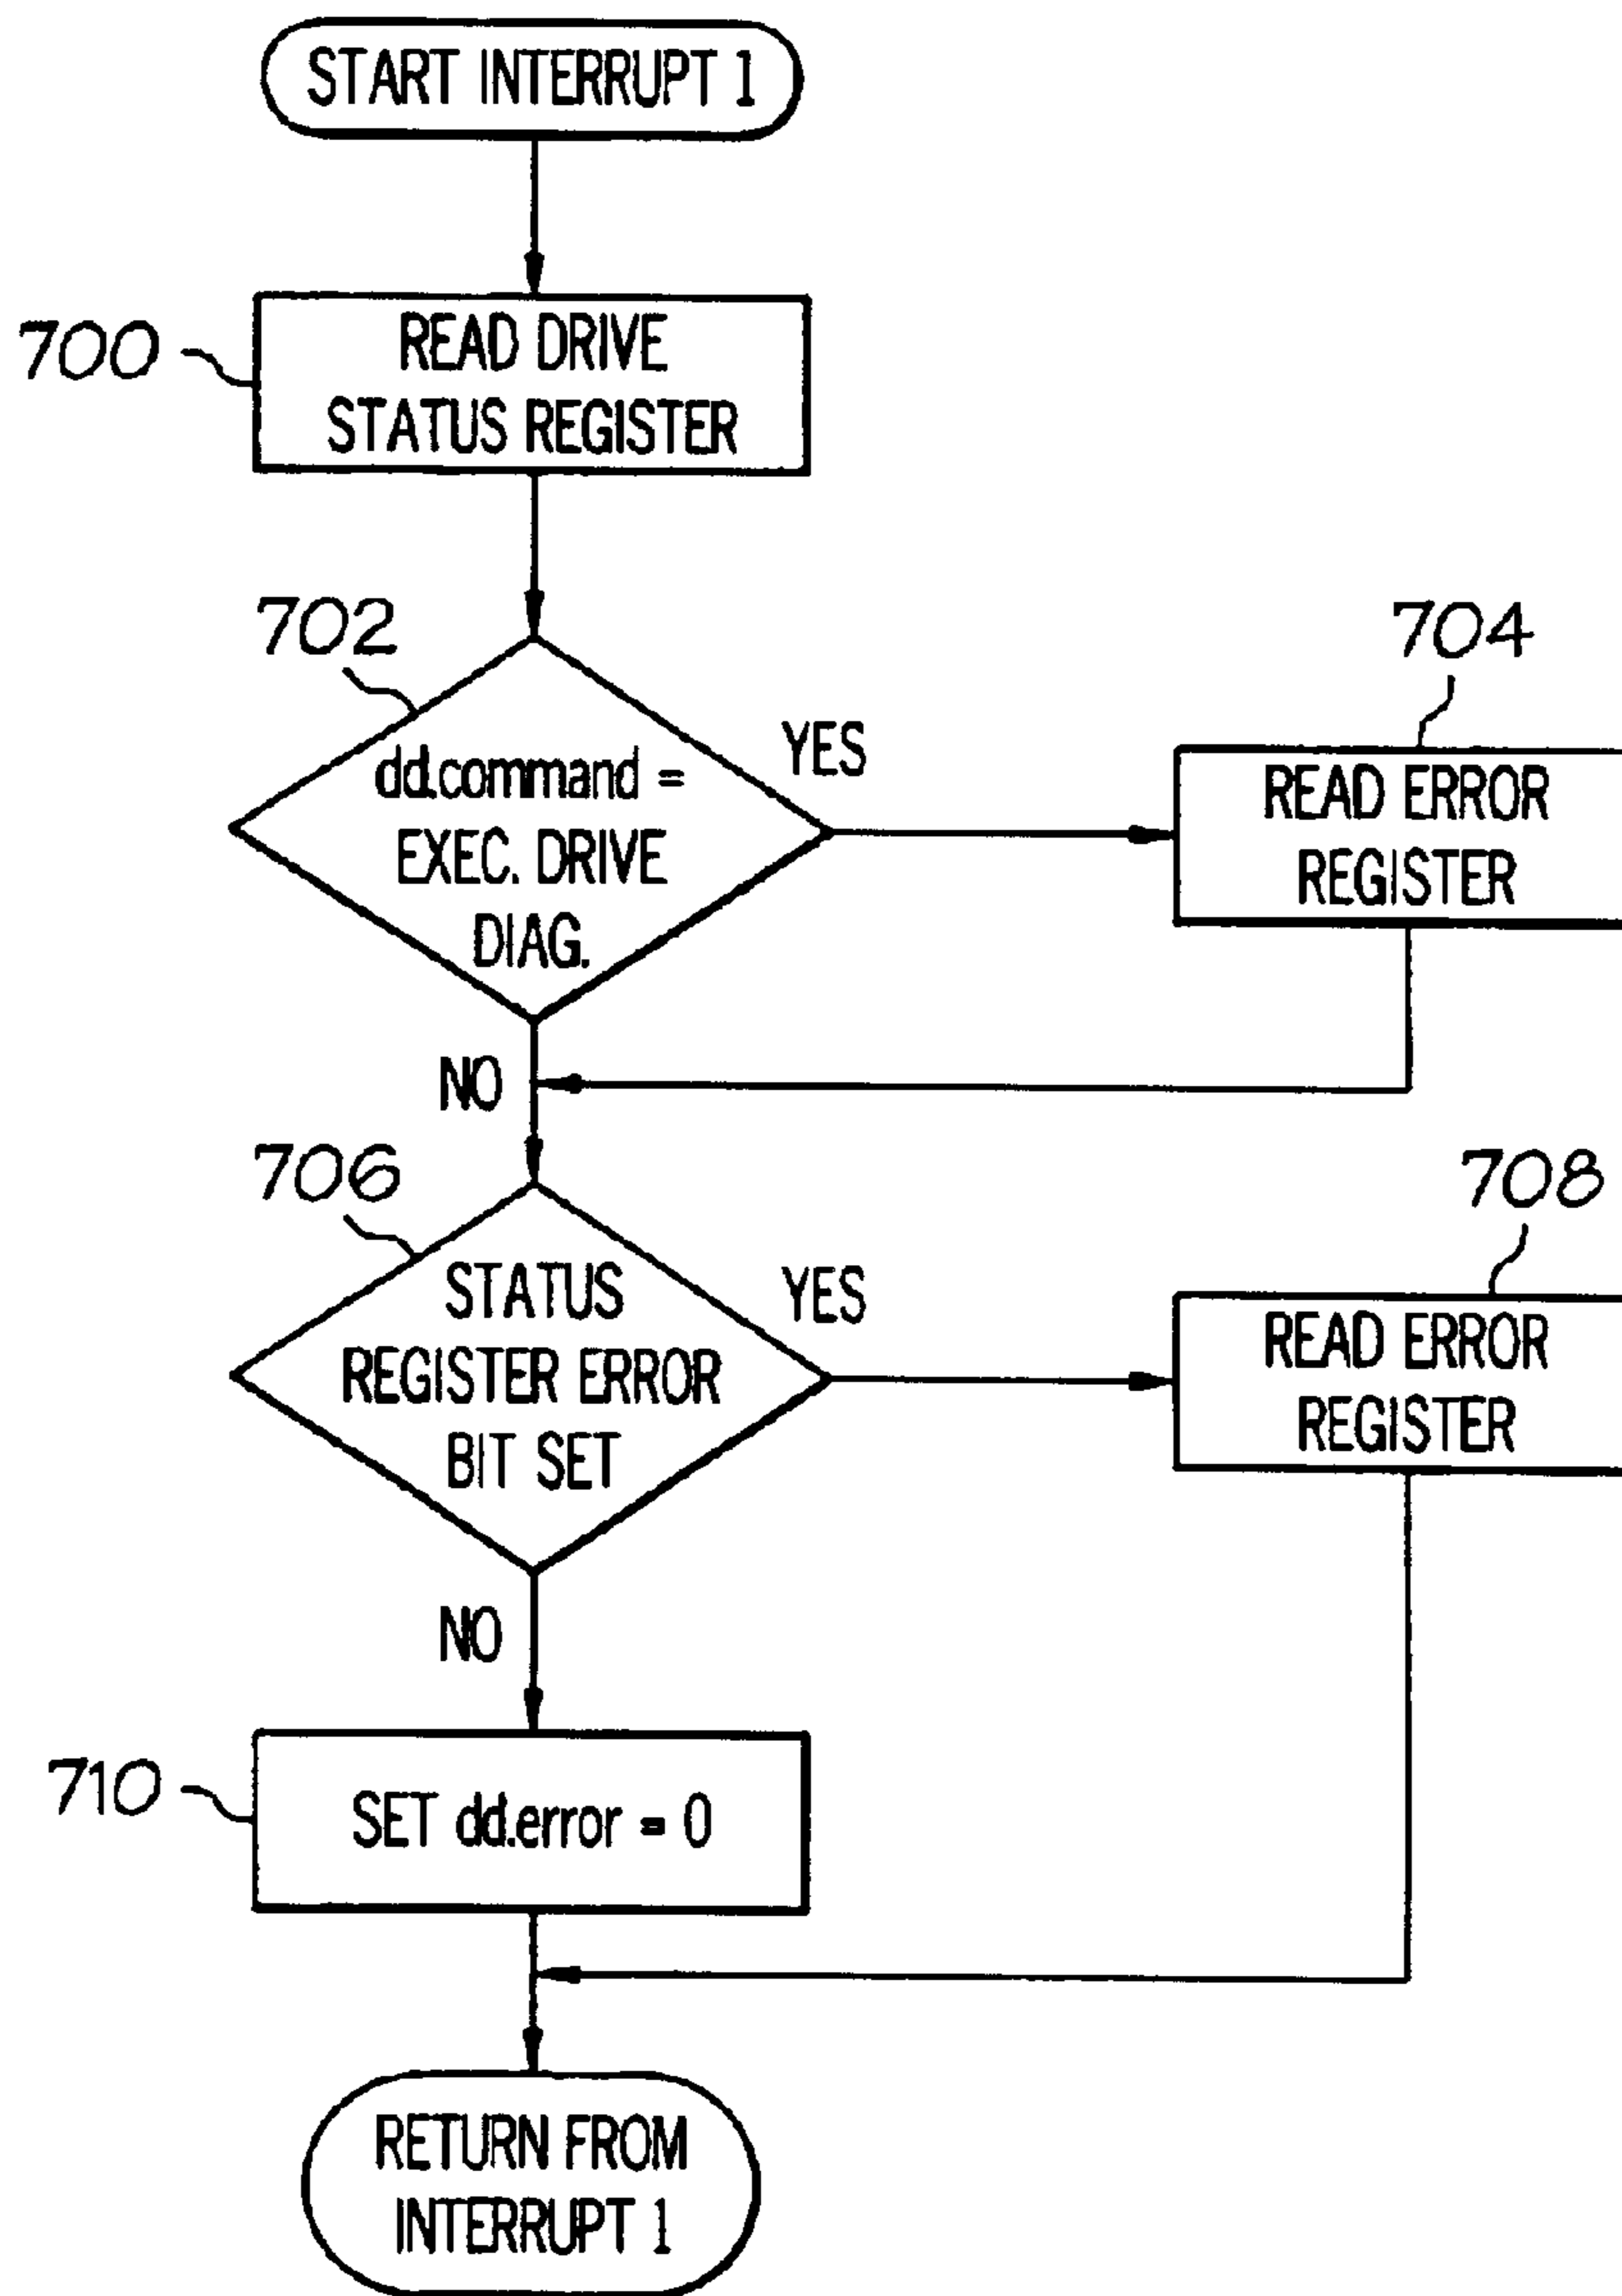 START INTERRUPT 1
700
READ DRIVE
STATUS REGISTER
702
dd.command =
EXEC. DRIVE
DIAG.
YES
704
READ ERROR
REGISTER
NO
706
STATUS
REGISTER ERROR
BIT SET
YES
708
READ ERROR
REGISTER
NO
710
SET dd.error = 0
RETURN FROM
INTERRUPT 1